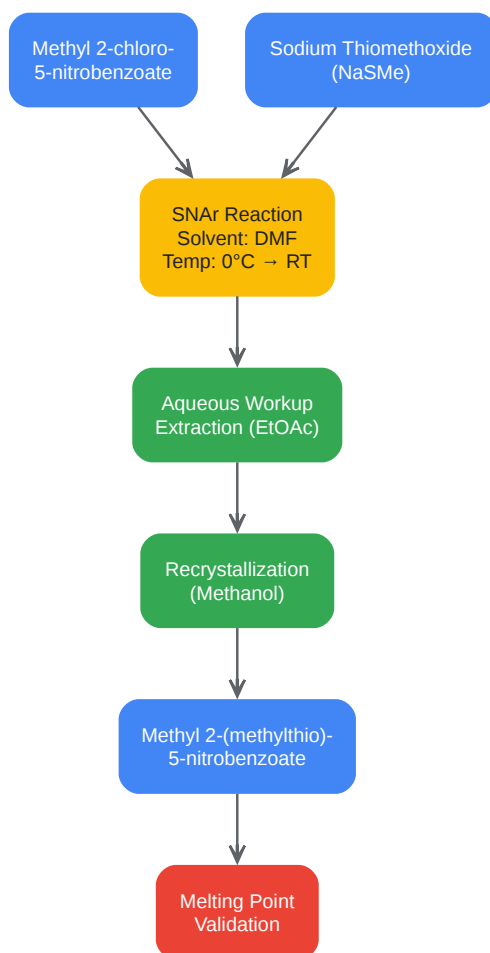 Methyl 2-chloro-
5-nitrobenzoate
Sodium Thiomethoxide
(NaSMe)
SNAr Reaction
Solvent: DMF
Temp: 0°C → RT
Aqueous Workup
Extraction (EtOAc)
Recrystallization
(Methanol)
Methyl 2-(methylthio)-
5-nitrobenzoate
Melting Point
Validation